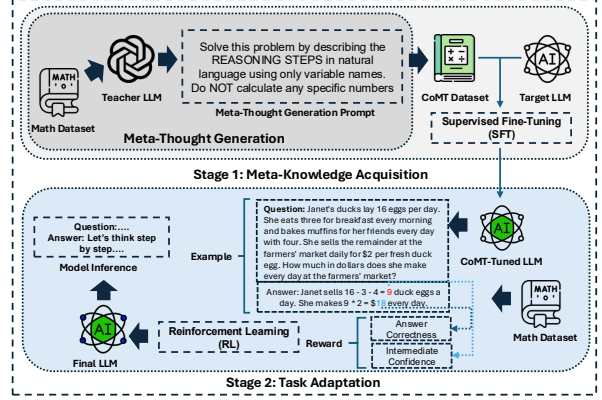 MATH
Math Dataset
Teacher LLM
Solve this problem by describing the
REASONING STEPS in natural
language using only variable names.
Do NOT calculate any specific numbers
Meta-Thought Generation Prompt
Meta-Thought Generation
CoMT Dataset
AI
Target LLM
Supervised Fine-Tuning
(SFT)
Stage 1: Meta-Knowledge Acquisition
Question:....
Answer: Let's think step
by step....
Model Inference
AI
Final LLM
Reinforcement Learning
(RL)
Example
Question: Janet's ducks lay 16 eggs per day.
She eats three for breakfast every morning
and bakes muffins for her friends every day
with four. She sells the remainder at the
farmers' market daily for $2 per fresh duck
egg. How much in dollars does she make
every day at the farmers' market?
Answer: Janet sells 16 - 3 - 4 = 9 duck eggs a
day. She makes 9 * 2 = $18 every day.
Reward
Answer
Correctness
Intermediate
Confidence
AI
CoMT-Tuned LLM
MATH
Math Dataset
Stage 2: Task Adaptation